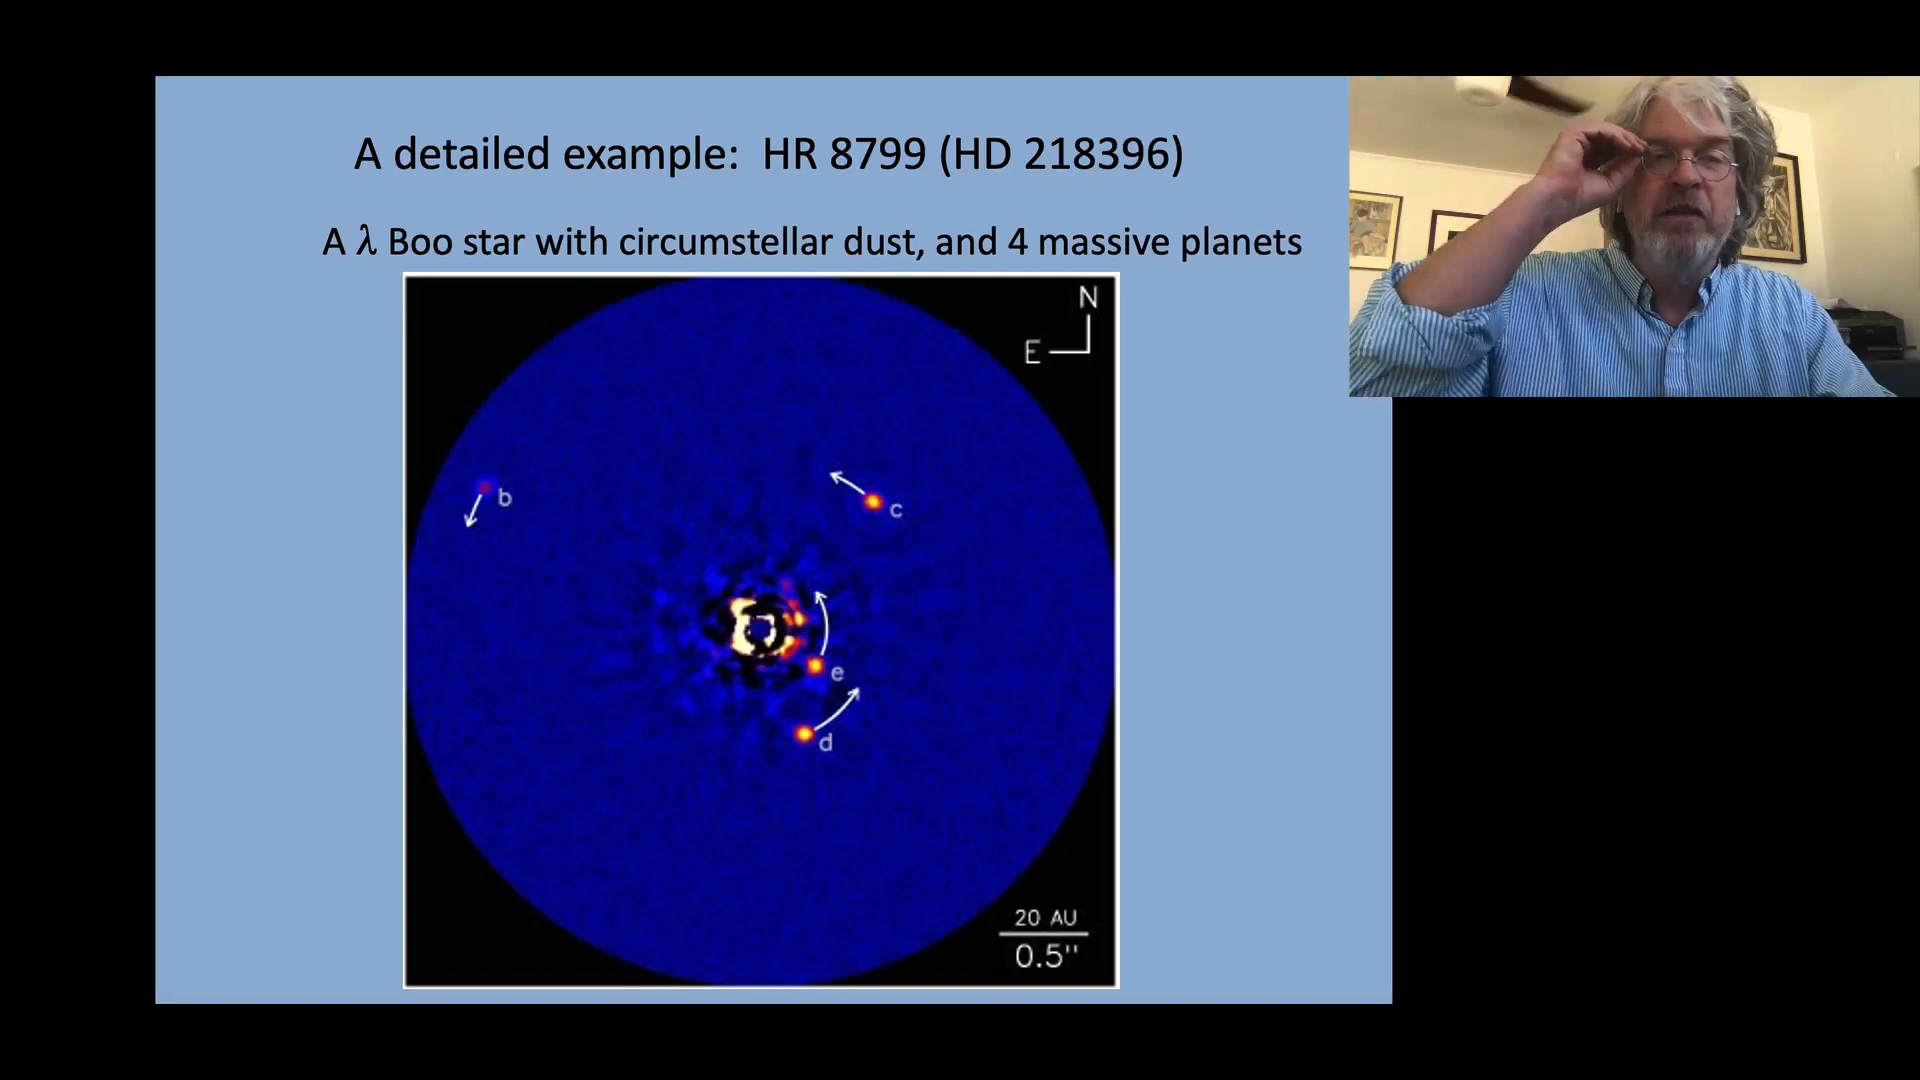 A detailed example: HR 8799 (HD 218396)
A λ Boo star with circumstellar dust, and 4 massive planets
N
E
b
c
e
d
20 AU
0.5"